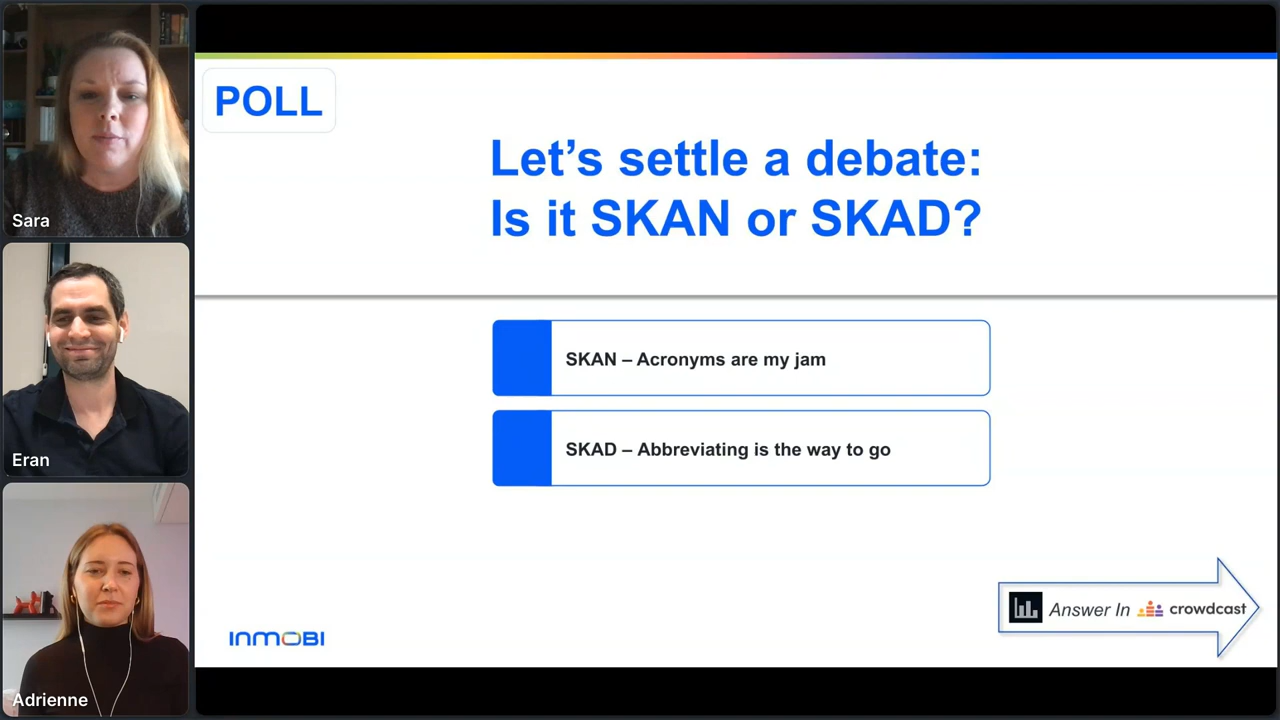 Sara
Eran
Adrienne
POLL
Let’s settle a debate:
Is it SKAN or SKAD?
SKAN – Acronyms are my jam
SKAD – Abbreviating is the way to go
Answer In crowdcast
INMOBI